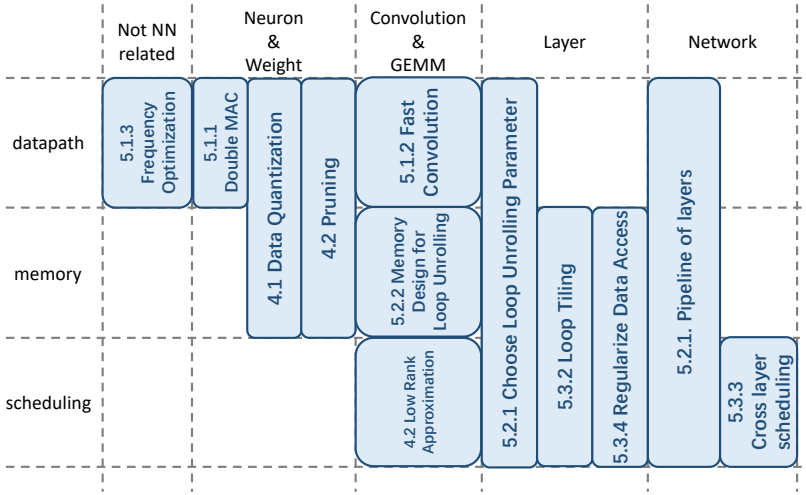 Not NN
related
Neuron
&
Weight
Convolution
&
GEMM
Layer
Network
datapath
memory
scheduling
5.1.3
Frequency
Optimization
5.1.1
Double MAC
4.1 Data Quantization
4.2 Pruning
5.1.2 Fast
Convolution
5.2.2 Memory
Design for
Loop Unrolling
4.2 Low Rank
Approximation
5.2.1 Choose Loop Unrolling Parameter
5.3.2 Loop Tiling
5.3.4 Regularize Data Access
5.2.1. Pipeline of layers
5.3.3
Cross layer
scheduling